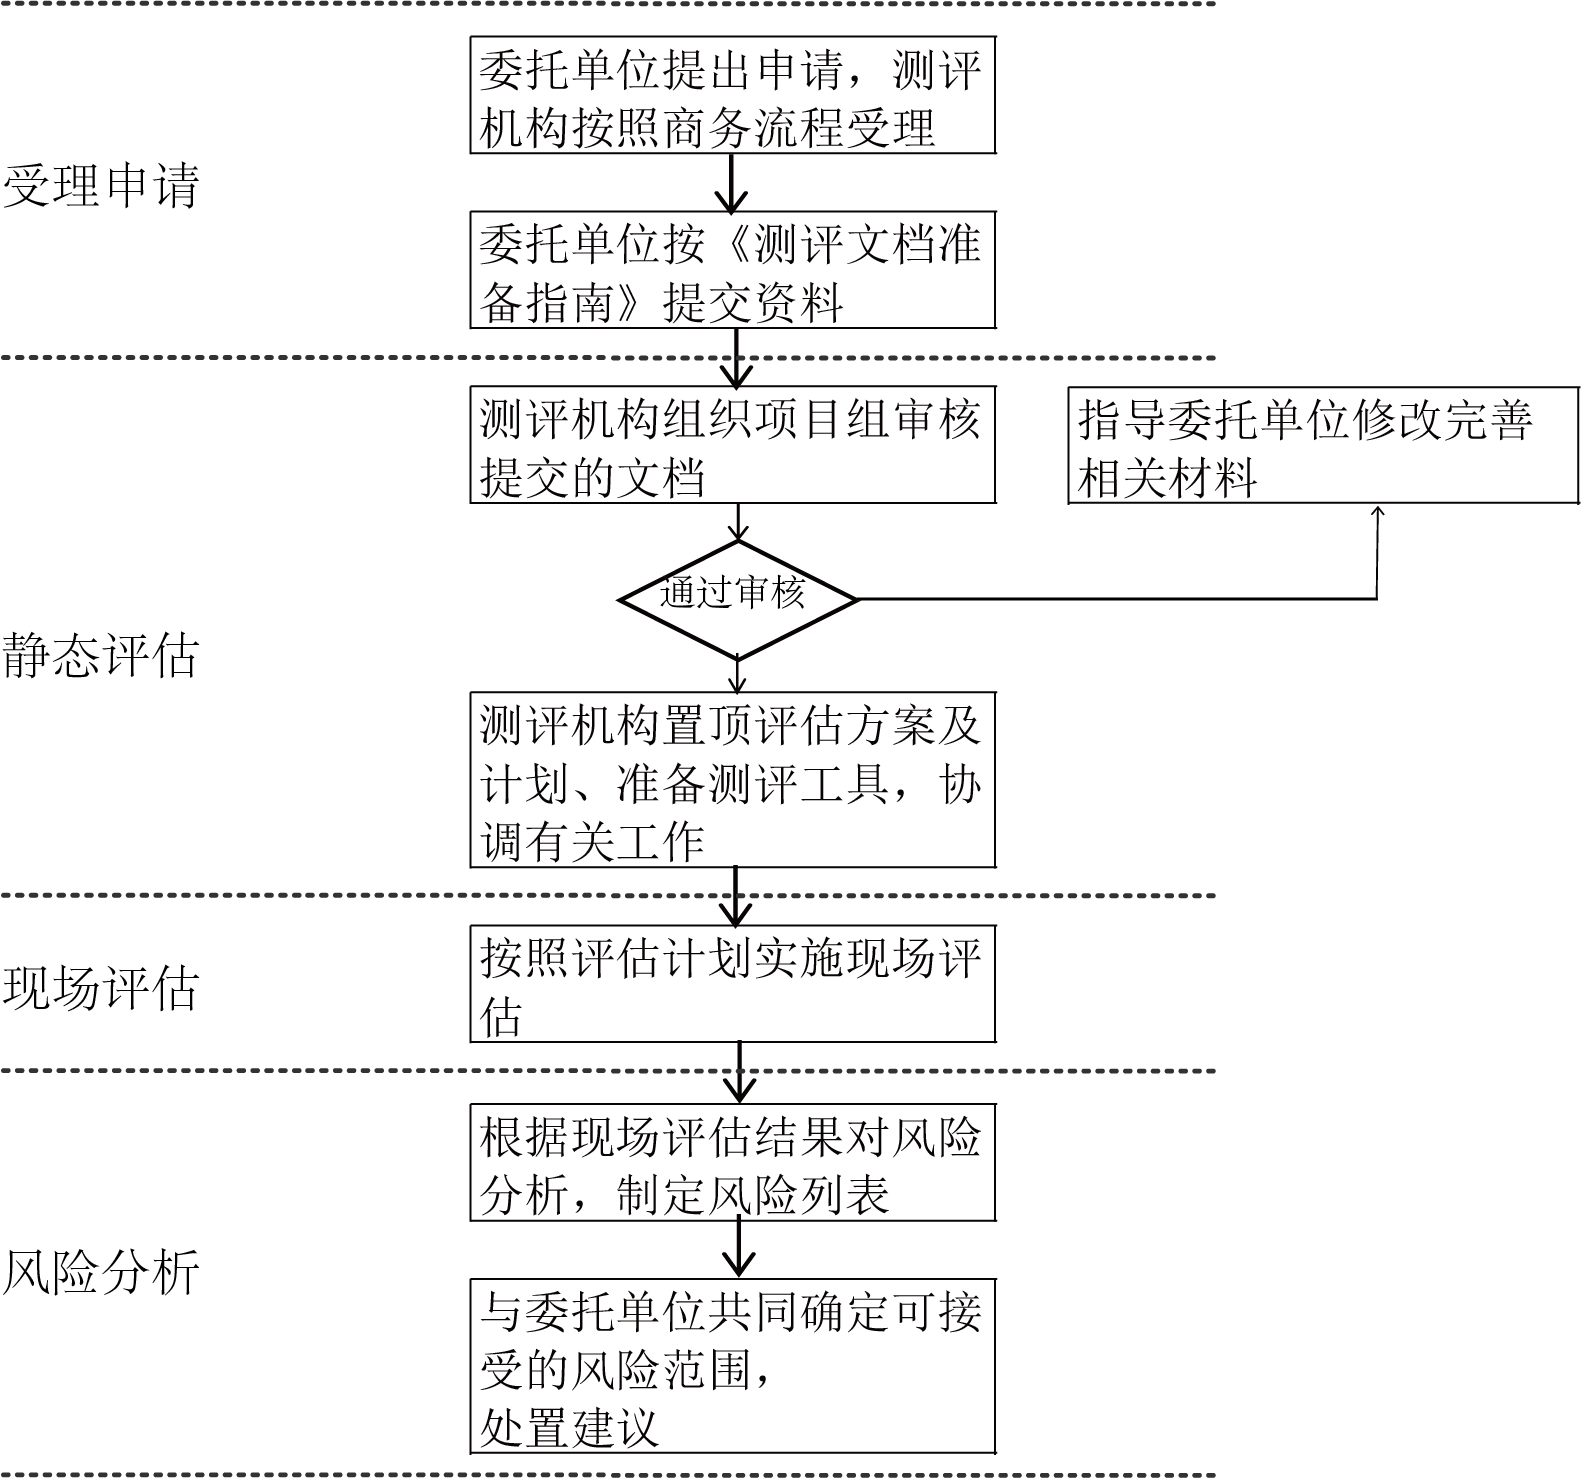 受理申请
委托单位提出申请，测评
机构按照商务流程受理
委托单位按《测评文档准
备指南》提交资料
静态评估
测评机构组织项目组审核
提交的文档
指导委托单位修改完善
相关材料
通过审核
测评机构置顶评估方案及
计划、准备测评工具，协
调有关工作
现场评估
按照评估计划实施现场评
估
风险分析
根据现场评估结果对风险
分析，制定风险列表
与委托单位共同确定可接
受的风险范围，
处置建议